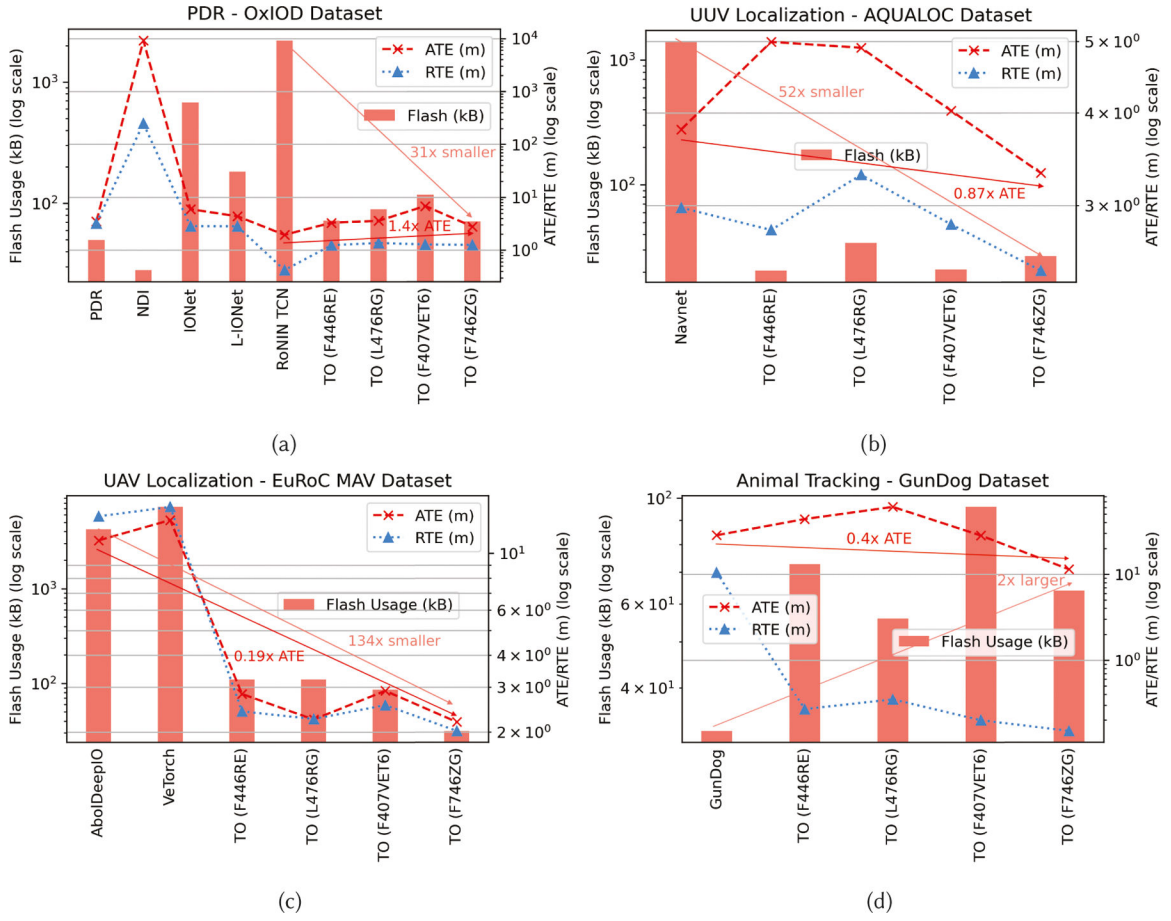 PDR - OxIOD Dataset
Flash Usage (kB) (log scale)
10³
10²
ATE (m)
RTE (m)
Flash (kB)
31x smaller
1.4x ATE
10⁴
10³
10²
10¹
10⁰
ATE/RTE (m) (log scale)
PDR
NDI
IONet
L-IONet
RoNIN TCN
TO (F446RE)
TO (L476RG)
TO (F407VET6)
TO (F746ZG)
(a)
UUV Localization - AQUALOC Dataset
Flash Usage (kB) (log scale)
10³
10²
ATE (m)
RTE (m)
52x smaller
Flash (kB)
0.87x ATE
5 × 10⁰
4 × 10⁰
3 × 10⁰
ATE/RTE (m) (log scale)
Navnet
TO (F446RE)
TO (L476RG)
TO (F407VET6)
TO (F746ZG)
(b)
UAV Localization - EuRoC MAV Dataset
Flash Usage (kB) (log scale)
10³
10²
ATE (m)
RTE (m)
Flash Usage (kB)
134x smaller
0.19x ATE
10¹
6 × 10⁰
4 × 10⁰
3 × 10⁰
2 × 10⁰
ATE/RTE (m) (log scale)
AbolDeepIO
VeTorch
TO (F446RE)
TO (L476RG)
TO (F407VET6)
TO (F746ZG)
(c)
Animal Tracking - GunDog Dataset
Flash Usage (kB) (log scale)
10²
6 × 10¹
4 × 10¹
0.4x ATE
2x larger
ATE (m)
RTE (m)
Flash Usage (kB)
10¹
10⁰
ATE/RTE (m) (log scale)
GunDog
TO (F446RE)
TO (L476RG)
TO (F407VET6)
TO (F746ZG)
(d)